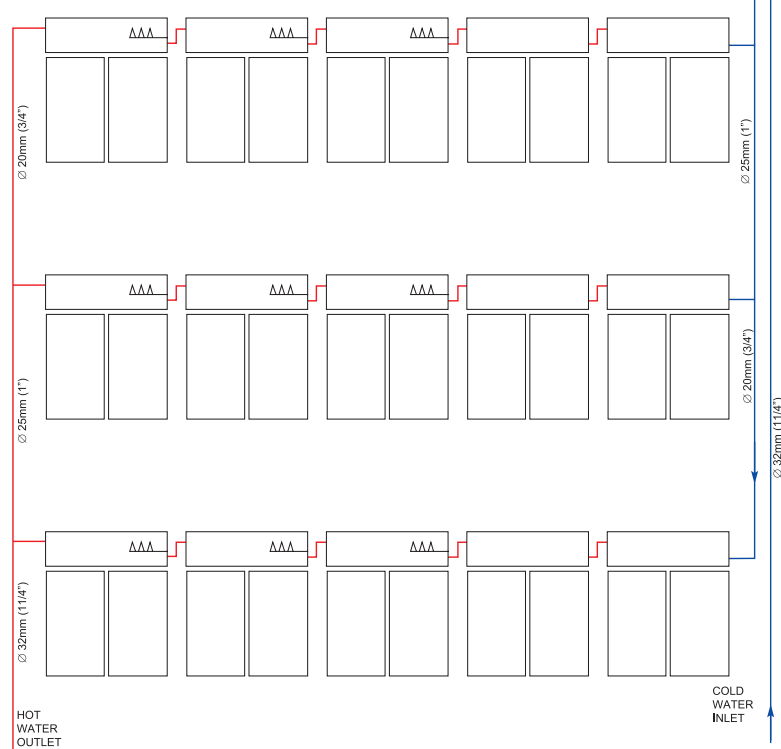 ∅ 20mm (3/4")
∅ 25mm (1")
∅ 20mm (3/4")
∅ 25mm (1")
∅ 32mm (11/4")
∅ 32mm (11/4")
HOT
WATER
OUTLET
COLD
WATER
INLET